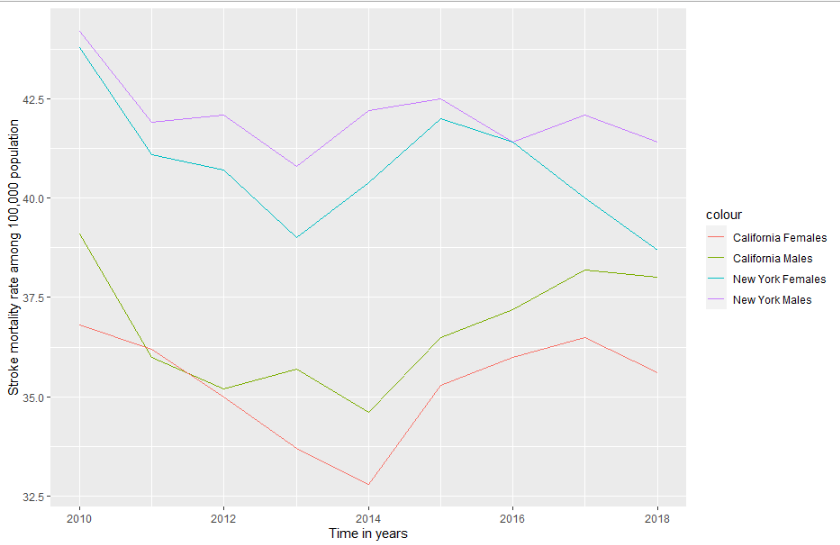 Stroke mortality rate among 100,000 population
42.5
40.0
37.5
35.0
32.5
2010
2012
2014
2016
2018
Time in years
colour
California Females
California Males
New York Females
New York Males